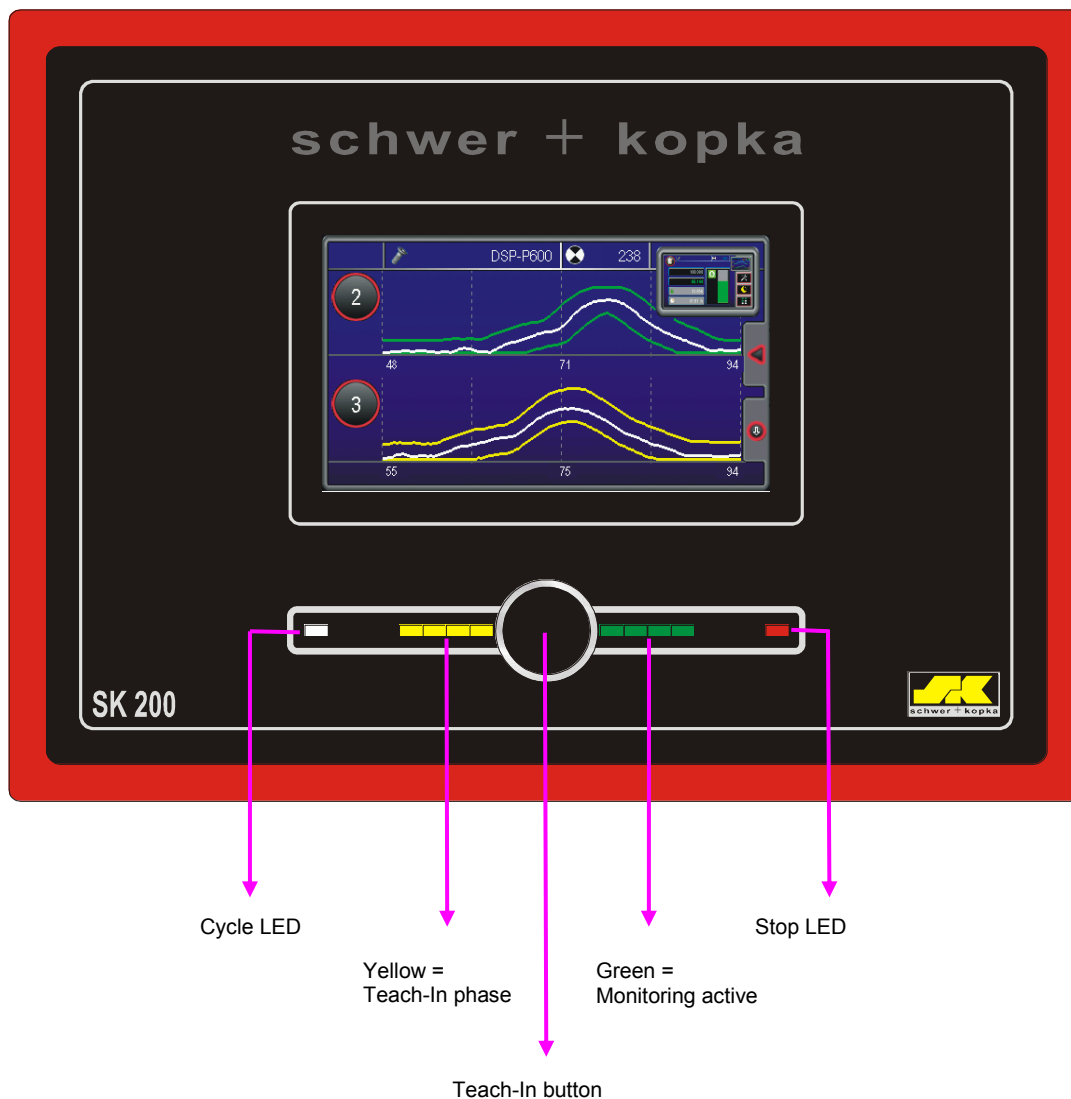 schwer + kopka
DSP-P600 238
2
48 71 94
3
55 75 94
SK 200
schwer + kopka
Cycle LED
Stop LED
Yellow =
Teach-In phase
Green =
Monitoring active
Teach-In button